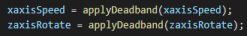 xaxisSpeed = applyDeadband(xaxisSpeed);
zaxisRotate = applyDeadband(zaxisRotate);